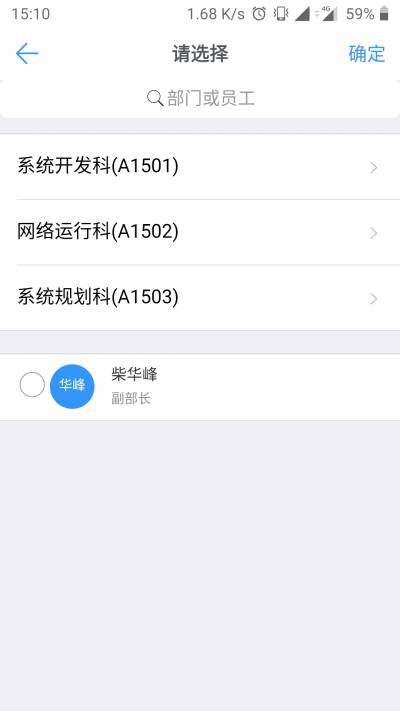 15:10 1.68 K/s 4G 59%
请选择 确定
部门或员工
系统开发科(A1501)
网络运行科(A1502)
系统规划科(A1503)
华峰 柴华峰
副部长